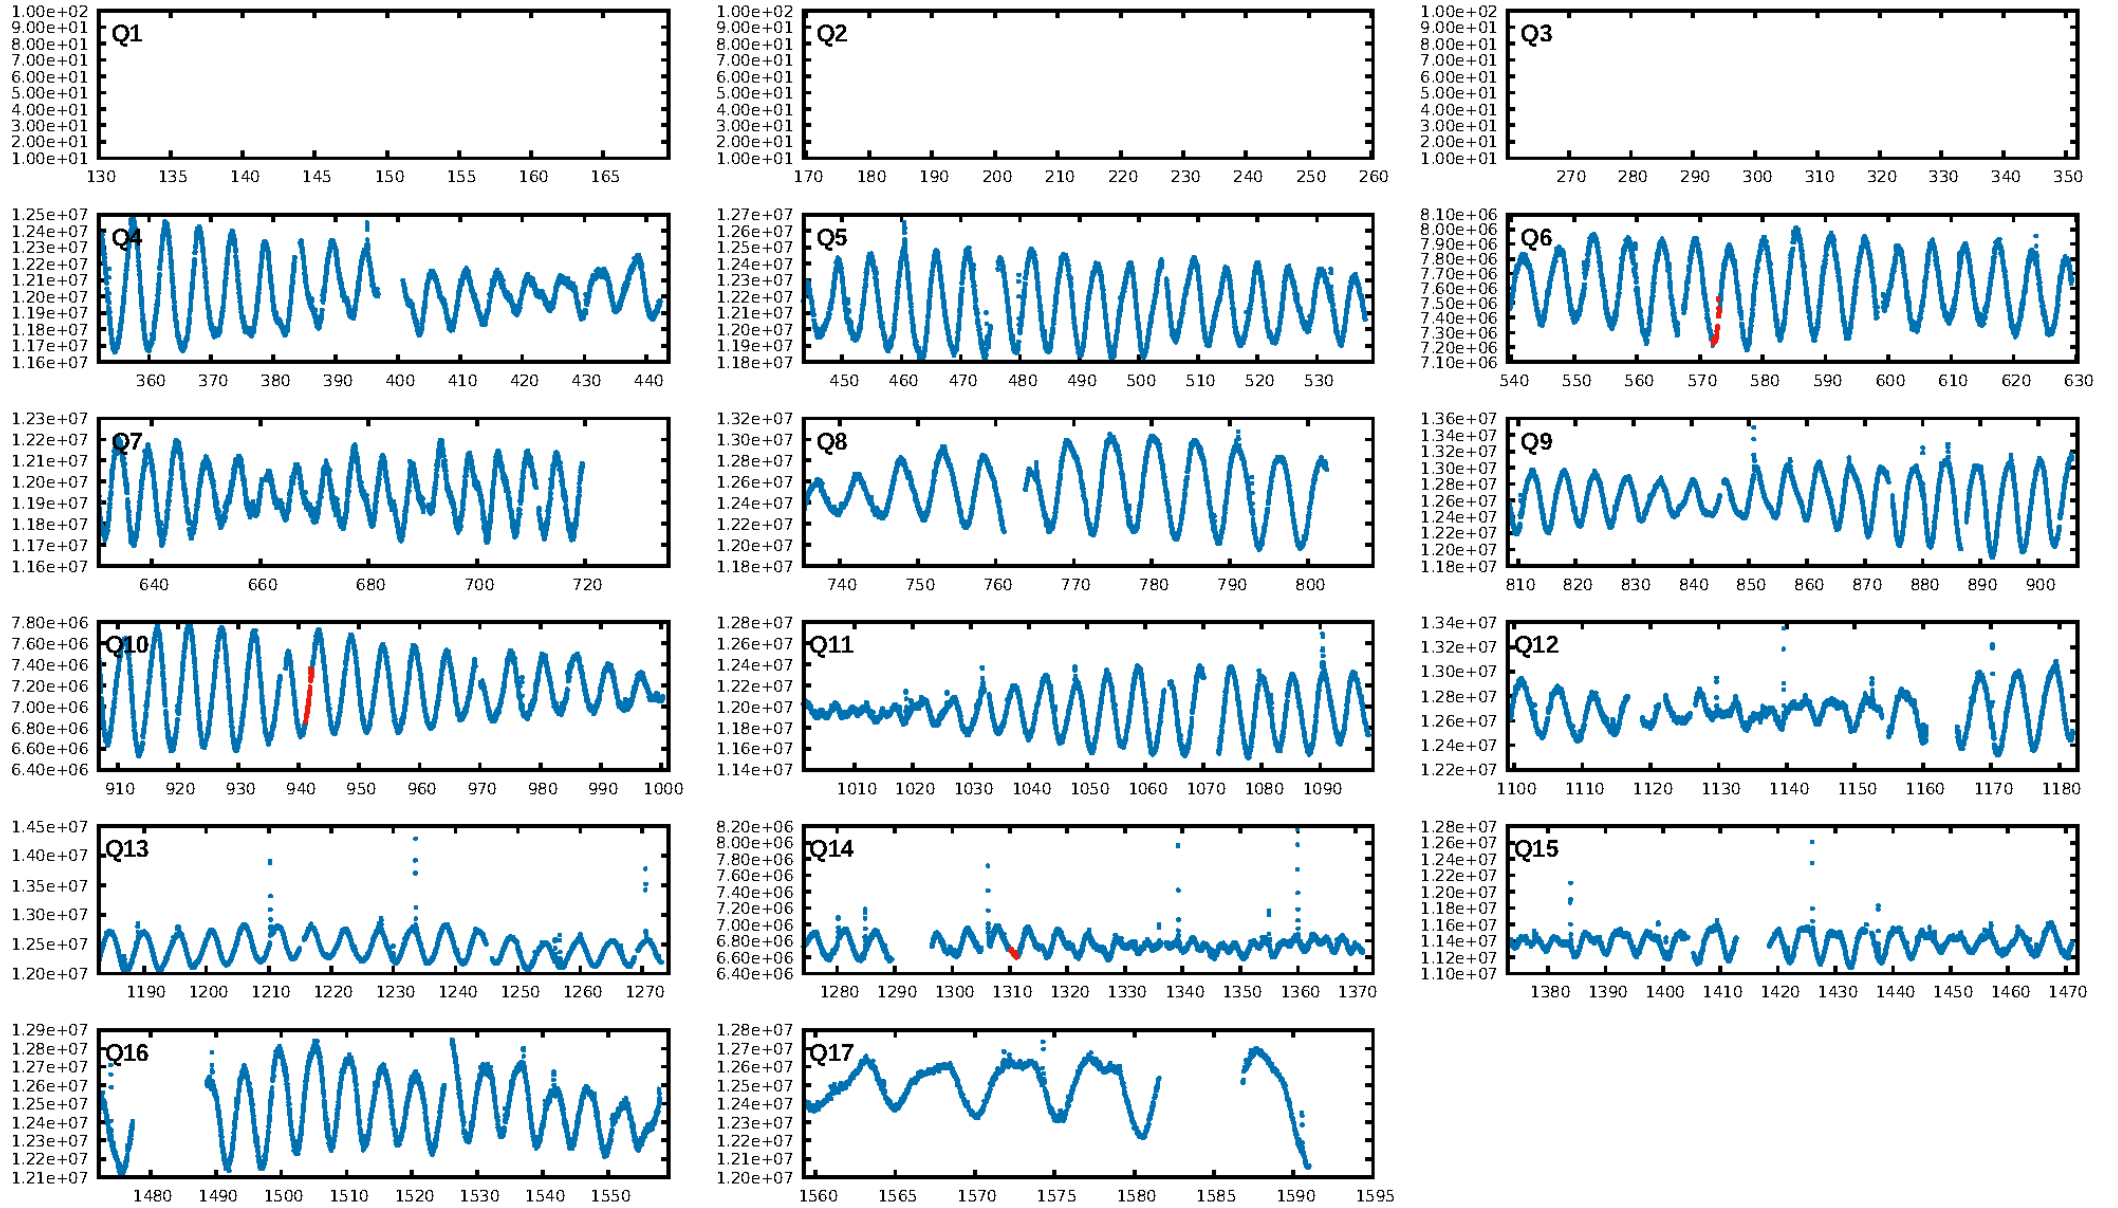 1.00e+02
9.00e+01
8.00e+01
7.00e+01
6.00e+01
5.00e+01
4.00e+01
3.00e+01
2.00e+01
1.00e+01
Q1
130 135 140 145 150 155 160 165
1.00e+02
9.00e+01
8.00e+01
7.00e+01
6.00e+01
5.00e+01
4.00e+01
3.00e+01
2.00e+01
1.00e+01
Q2
170 180 190 200 210 220 230 240 250 260
1.00e+02
9.00e+01
8.00e+01
7.00e+01
6.00e+01
5.00e+01
4.00e+01
3.00e+01
2.00e+01
1.00e+01
Q3
270 280 290 300 310 320 330 340 350
1.25e+07
1.24e+07
1.23e+07
1.22e+07
1.21e+07
1.20e+07
1.19e+07
1.18e+07
1.17e+07
1.16e+07
Q4
360 370 380 390 400 410 420 430 440
1.27e+07
1.26e+07
1.25e+07
1.24e+07
1.23e+07
1.22e+07
1.21e+07
1.20e+07
1.19e+07
1.18e+07
Q5
450 460 470 480 490 500 510 520 530
8.10e+06
8.00e+06
7.90e+06
7.80e+06
7.70e+06
7.60e+06
7.50e+06
7.40e+06
7.30e+06
7.20e+06
7.10e+06
Q6
540 550 560 570 580 590 600 610 620 630
1.23e+07
1.22e+07
1.21e+07
1.20e+07
1.19e+07
1.18e+07
1.17e+07
1.16e+07
Q7
640 660 680 700 720
1.32e+07
1.30e+07
1.28e+07
1.26e+07
1.24e+07
1.22e+07
1.20e+07
1.18e+07
Q8
740 750 760 770 780 790 800
1.36e+07
1.34e+07
1.32e+07
1.30e+07
1.28e+07
1.26e+07
1.24e+07
1.22e+07
1.20e+07
1.18e+07
Q9
810 820 830 840 850 860 870 880 890 900
7.80e+06
7.60e+06
7.40e+06
7.20e+06
7.00e+06
6.80e+06
6.60e+06
6.40e+06
Q10
910 920 930 940 950 960 970 980 990 1000
1.28e+07
1.26e+07
1.24e+07
1.22e+07
1.20e+07
1.18e+07
1.16e+07
1.14e+07
Q11
1010 1020 1030 1040 1050 1060 1070 1080 1090
1.34e+07
1.32e+07
1.30e+07
1.28e+07
1.26e+07
1.24e+07
1.22e+07
Q12
1100 1110 1120 1130 1140 1150 1160 1170 1180
1.45e+07
1.40e+07
1.35e+07
1.30e+07
1.25e+07
1.20e+07
Q13
1190 1200 1210 1220 1230 1240 1250 1260 1270
8.20e+06
8.00e+06
7.80e+06
7.60e+06
7.40e+06
7.20e+06
7.00e+06
6.80e+06
6.60e+06
6.40e+06
Q14
1280 1290 1300 1310 1320 1330 1340 1350 1360 1370
1.28e+07
1.26e+07
1.24e+07
1.22e+07
1.20e+07
1.18e+07
1.16e+07
1.14e+07
1.12e+07
1.10e+07
Q15
1380 1390 1400 1410 1420 1430 1440 1450 1460 1470
1.29e+07
1.28e+07
1.27e+07
1.26e+07
1.25e+07
1.24e+07
1.23e+07
1.22e+07
1.21e+07
Q16
1480 1490 1500 1510 1520 1530 1540 1550
1.28e+07
1.27e+07
1.26e+07
1.25e+07
1.24e+07
1.23e+07
1.22e+07
1.21e+07
1.20e+07
Q17
1560 1565 1570 1575 1580 1585 1590 1595